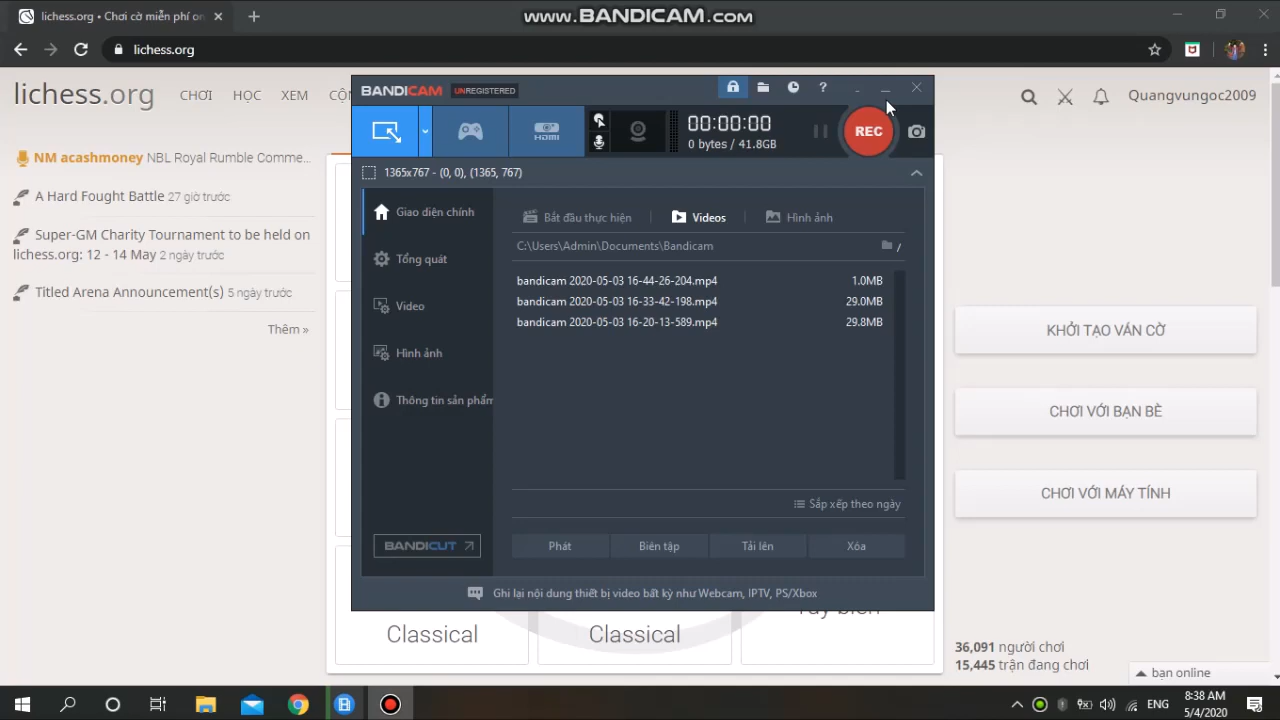 lichess.org • Chơi cờ miễn phí on
www.BANDICAM.com
lichess.org
lichess.org
CHƠI
HỌC
XEM
Quangvungoc2009
NM acashmoney NBL Royal Rumble Comme...
A Hard Fought Battle 27 giờ trước
Super-GM Charity Tournament to be held on
lichess.org: 12 - 14 May 2 ngày trước
Titled Arena Announcement(s) 5 ngày trước
Thêm »
BANDICAM UNREGISTERED
HDMI
00:00:00
0 bytes / 41.8GB
REC
1365x767 - (0, 0), (1365, 767)
Giao diện chính
Tổng quát
Video
Hình ảnh
Thông tin sản phẩm
BANDICUT
Bắt đầu thực hiện
Videos
Hình ảnh
C:\Users\Admin\Documents\Bandicam
bandicam 2020-05-03 16-44-26-204.mp4 1.0MB
bandicam 2020-05-03 16-33-42-198.mp4 29.0MB
bandicam 2020-05-03 16-20-13-589.mp4 29.8MB
Sắp xếp theo ngày
Phát
Biên tập
Tải lên
Xóa
Ghi lại nội dung thiết bị video bất kỳ như Webcam, IPTV, PS/Xbox
KHỞI TẠO VÁN CỜ
CHƠI VỚI BẠN BÈ
CHƠI VỚI MÁY TÍNH
Classical
Classical
36,091 người chơi
15,445 trận đang chơi
bạn online
ENG
8:38 AM
5/4/2020